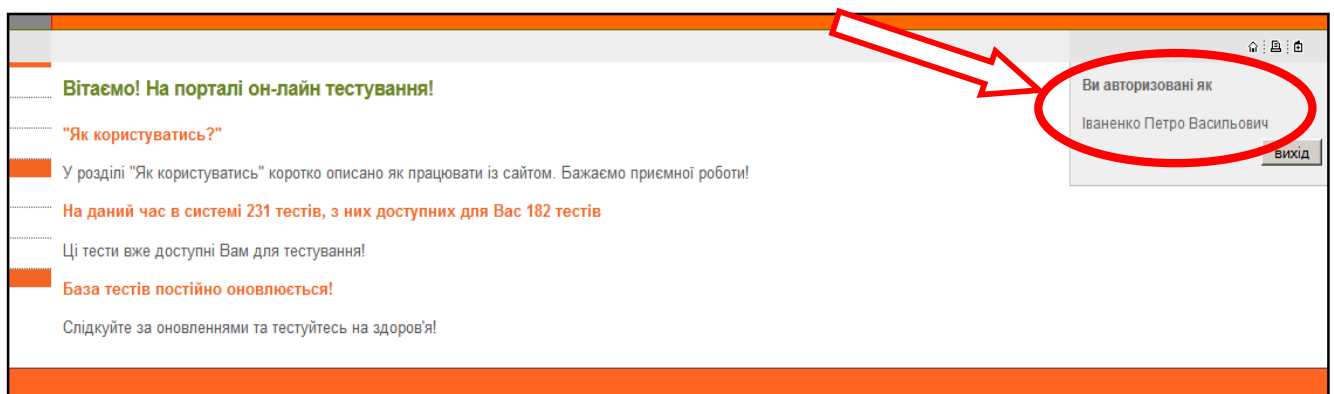 Вітаємо! На порталі он-лайн тестування!
"Як користуватись?"
У розділі "Як користуватись" коротко описано як працювати із сайтом. Бажаємо приємної роботи!
На даний час в системі 231 тестів, з них доступних для Вас 182 тестів
Ці тести вже доступні Вам для тестування!
База тестів постійно оновлюється!
Слідкуйте за оновленнями та тестуйтесь на здоров'я!
Ви авторизовані як
Іваненко Петро Васильович
вихід